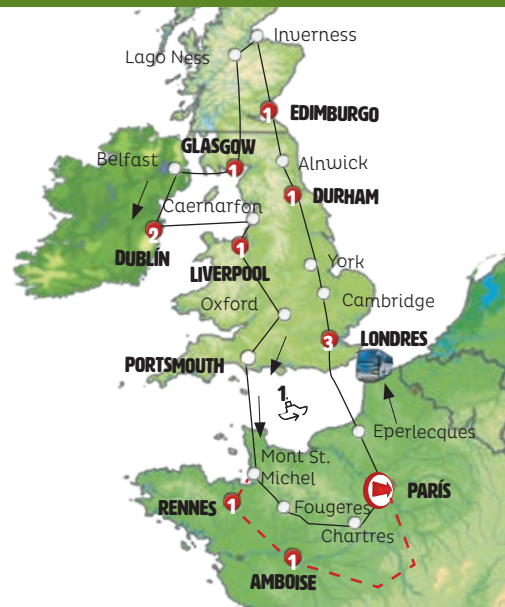 Inverness
Lago Ness
1
EDIMBURGO
GLASGOW
1
Belfast
Alnwick
1
DURHAM
Caernarfon
2
DUBLÍN
1
LIVERPOOL
York
Oxford
Cambridge
3
LONDRES
PORTSMOUTH
1.
Eperlecques
Mont St.
Michel
PARÍS
RENNES
1
Fougeres
Chartres
1
AMBOISE